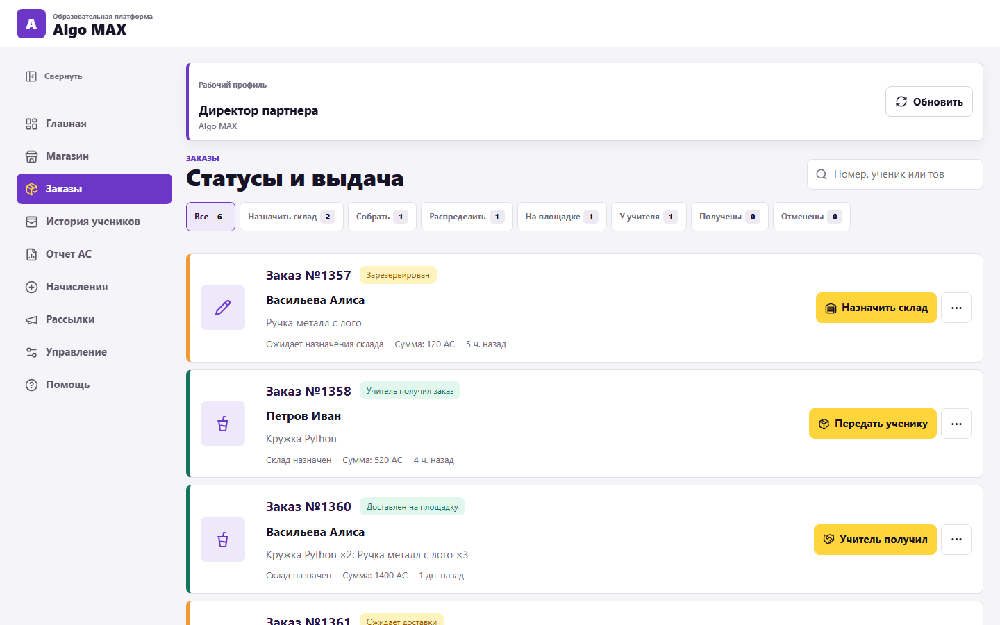 A
Образовательная платформа
Algo MAX
Свернуть
Главная
Магазин
Заказы
История учеников
Отчет АС
Начисления
Рассылки
Управление
Помощь
Рабочий профиль
Директор партнера
Algo MAX
Обновить
ЗАКАЗЫ
Статусы и выдача
Номер, ученик или тов
Все 6
Назначить склад 2
Собрать 1
Распределить 1
На площадке 1
У учителя 1
Получены 0
Отменены 0
Заказ №1357 Зарезервирован
Васильева Алиса
Ручка металл с лого
Ожидает назначения склада Сумма: 120 АС 5 ч. назад
Назначить склад
Заказ №1358 Учитель получил заказ
Петров Иван
Кружка Python
Склад назначен Сумма: 520 АС 4 ч. назад
Передать ученику
Заказ №1360 Доставлен на площадку
Васильева Алиса
Кружка Python ×2; Ручка металл с лого ×3
Склад назначен Сумма: 1400 АС 1 дн. назад
Учитель получил
Заказ №1361 Ожидает доставки